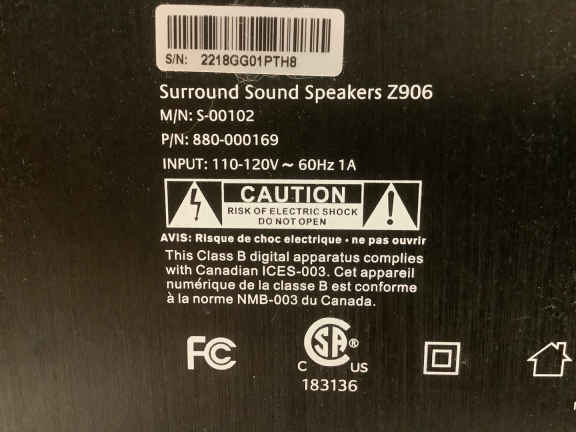 S/N: 2218GG01PTH8
Surround Sound Speakers Z906
M/N: S-00102
P/N: 880-000169
INPUT: 110-120V ~ 60Hz 1A
CAUTION
RISK OF ELECTRIC SHOCK
DO NOT OPEN
AVIS: Risque de choc electrique · ne pas ouvrir
This Class B digital apparatus complies
with Canadian ICES-003. Cet appareil
numérique de la classe B est conforme
à la norme NMB-003 du Canada.
FC
SA®
C US
183136